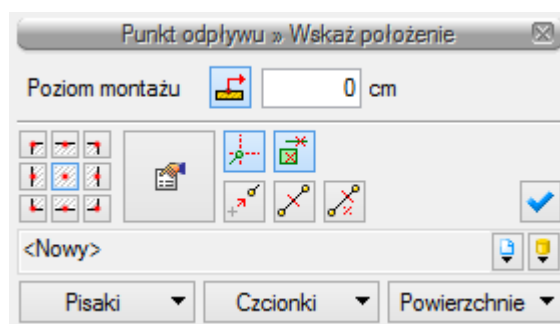 Punkt odpływu » Wskaż położenie
Poziom montażu 0 cm
<Nowy>
Pisaki Czcionki Powierzchnie